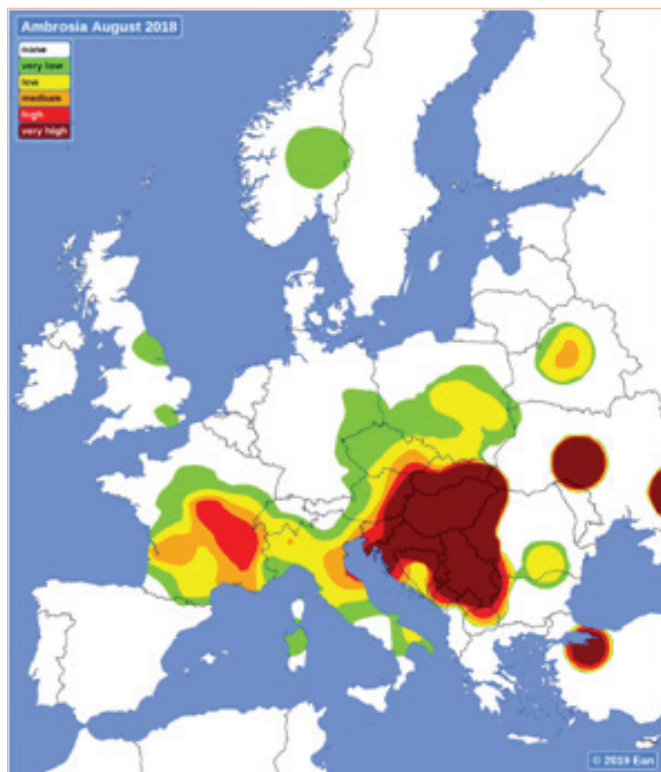 Ambrosia August 2018
none
very low
low
medium
high
very high
© 2019 Ean